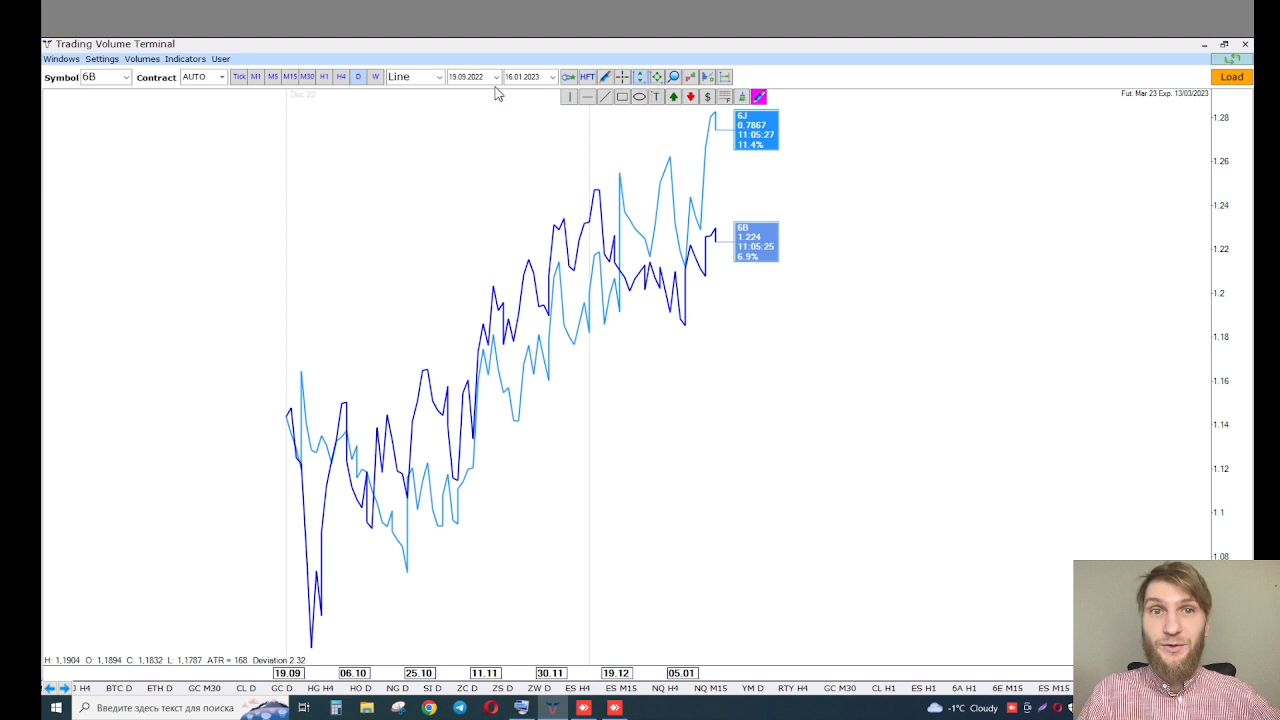 Trading Volume Terminal
Windows Settings Volumes Indicators User
Symbol 6B Contract AUTO Tick M1 M5 M15 M30 H1 H4 D W Line 19.09.2022 16.01.2023 HFT Load
T $
Dec 22
Fut. Mar 23 Exp. 13/03/2023
6J
0.7867
11:05:27
11.4%
6B
1.224
11:05:25
6.9%
1.28
1.26
1.24
1.22
1.2
1.18
1.16
1.14
1.12
1.1
1.08
H: 1,1904 O: 1,1894 C: 1,1832 L: 1,1787 ATR = 168 Deviation 2.32
19.09 06.10 25.10 11.11 30.11 19.12 05.01
J H4 BTC D ETH D GC M30 CL D GC D HG H4 HO D NG D SI D ZC D ZS D ZW D ES H4 ES M15 NQ H4 NQ M15 YM D RTY H4 GC M30 CL H1 ES H1 6A H1 6E M15 ES M15
Введите здесь текст для поиска
-1°C Cloudy